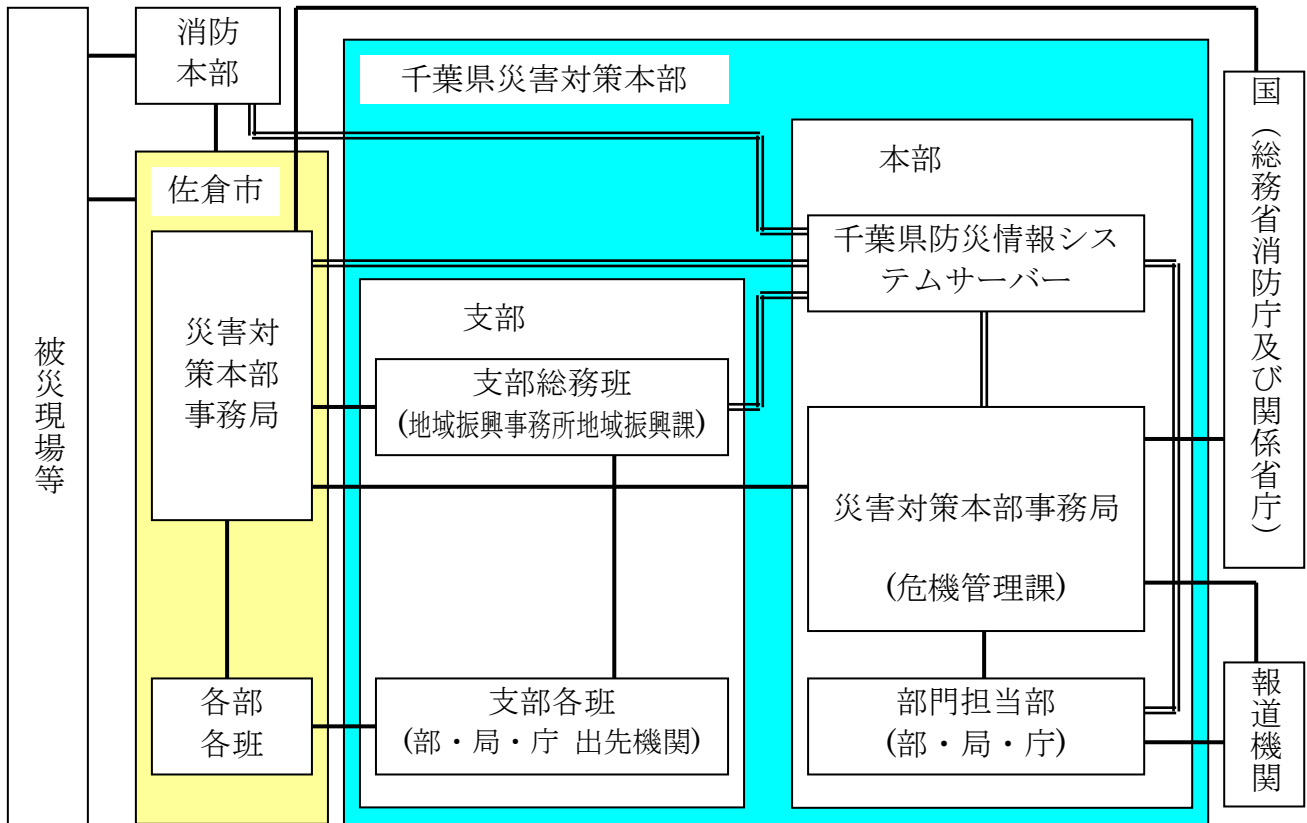 被災現場等
消防
本部
佐倉市
災害対
策本部
事務局
各部
各班
千葉県災害対策本部
支部
支部総務班
(地域振興事務所地域振興課)
支部各班
(部・局・庁 出先機関)
本部
千葉県防災情報シス
テムサーバー
災害対策本部事務局
(危機管理課)
部門担当部
(部・局・庁)
国（総務省消防庁及び関係省庁）
報道機関